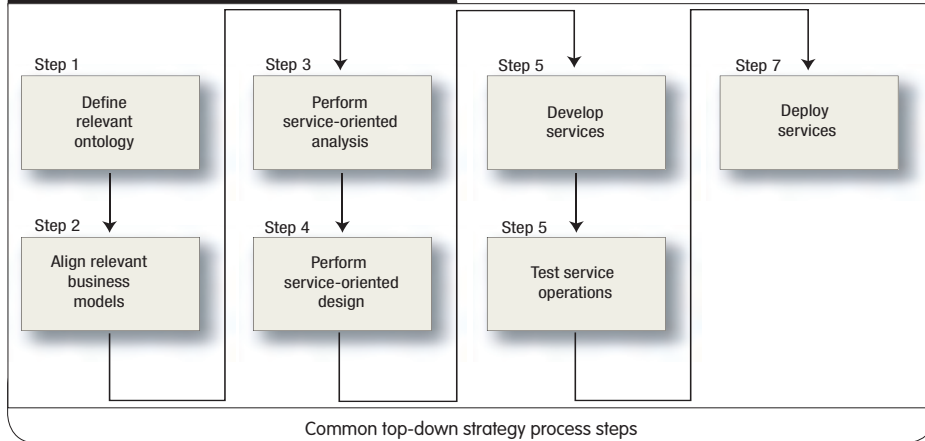 Step 1
Define
relevant
ontology
Step 2
Align relevant
business
models
Step 3
Perform
service-oriented
analysis
Step 4
Perform
service-oriented
design
Step 5
Develop
services
Step 5
Test service
operations
Step 7
Deploy
services
Common top-down strategy process steps